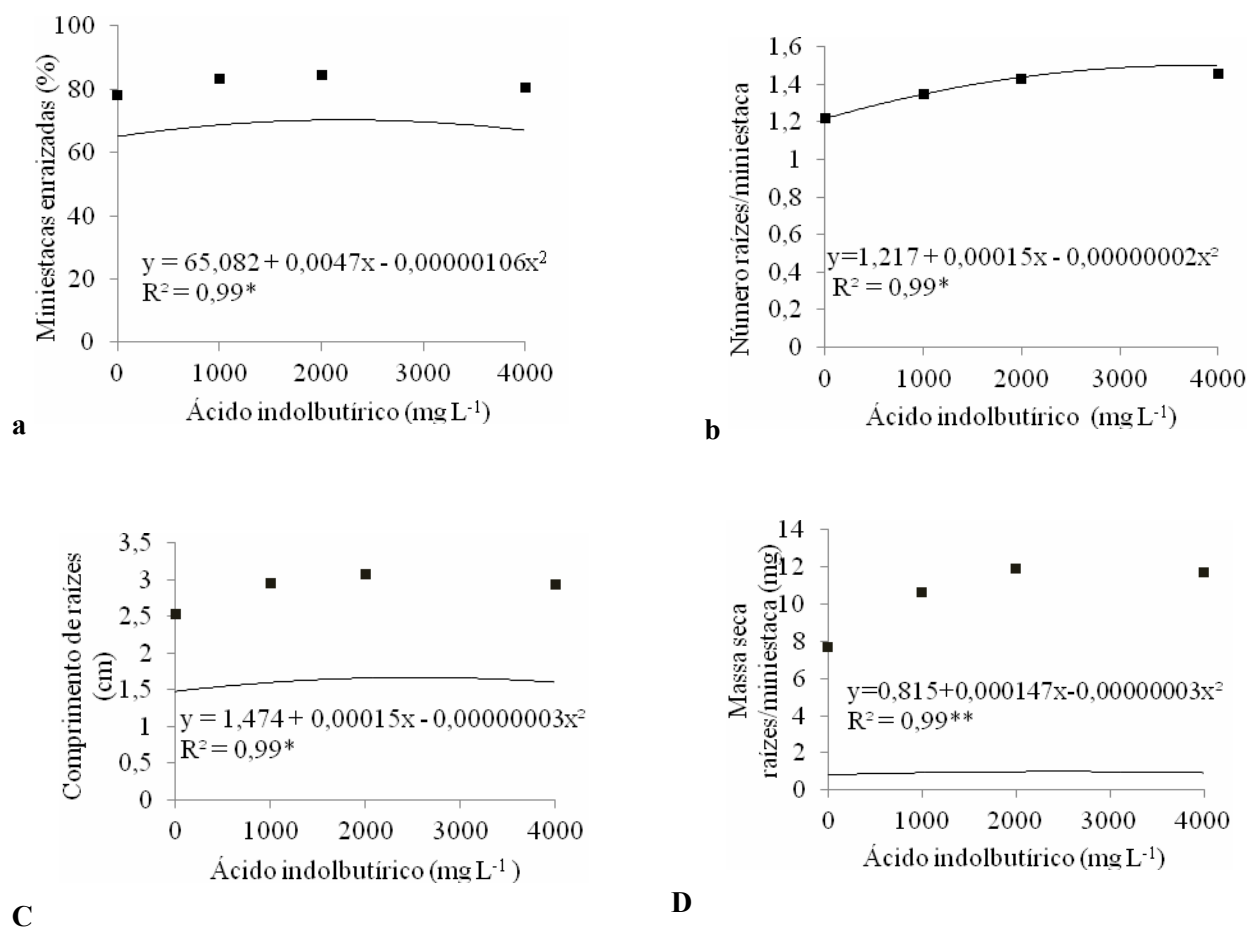 100
80
60
40
20
0
Miniestacas enraizadas (%)
y = 65,082 + 0,0047x - 0,00000106x²
R² = 0,99*
0 1000 2000 3000 4000
Ácido indolbutírico (mg L⁻¹)
a
1,6
1,4
1,2
1
0,8
0,6
0,4
0,2
0
Número raízes/miniestaca
y=1,217 + 0,00015x - 0,00000002x²
R² = 0,99*
0 1000 2000 3000 4000
Ácido indolbutírico (mg L⁻¹)
b
3,5
3
2,5
2
1,5
1
0,5
0
Comprimento de raízes
(cm)
y = 1,474 + 0,00015x - 0,00000003x²
R² = 0,99*
0 1000 2000 3000 4000
Ácido indolbutírico (mg L⁻¹ )
C
14
12
10
8
6
4
2
0
Massa seca
raízes/miniestaca (mg)
y=0,815+0,000147x-0,00000003x²
R² = 0,99**
0 1000 2000 3000 4000
Ácido indolbutírico (mg L⁻¹)
D